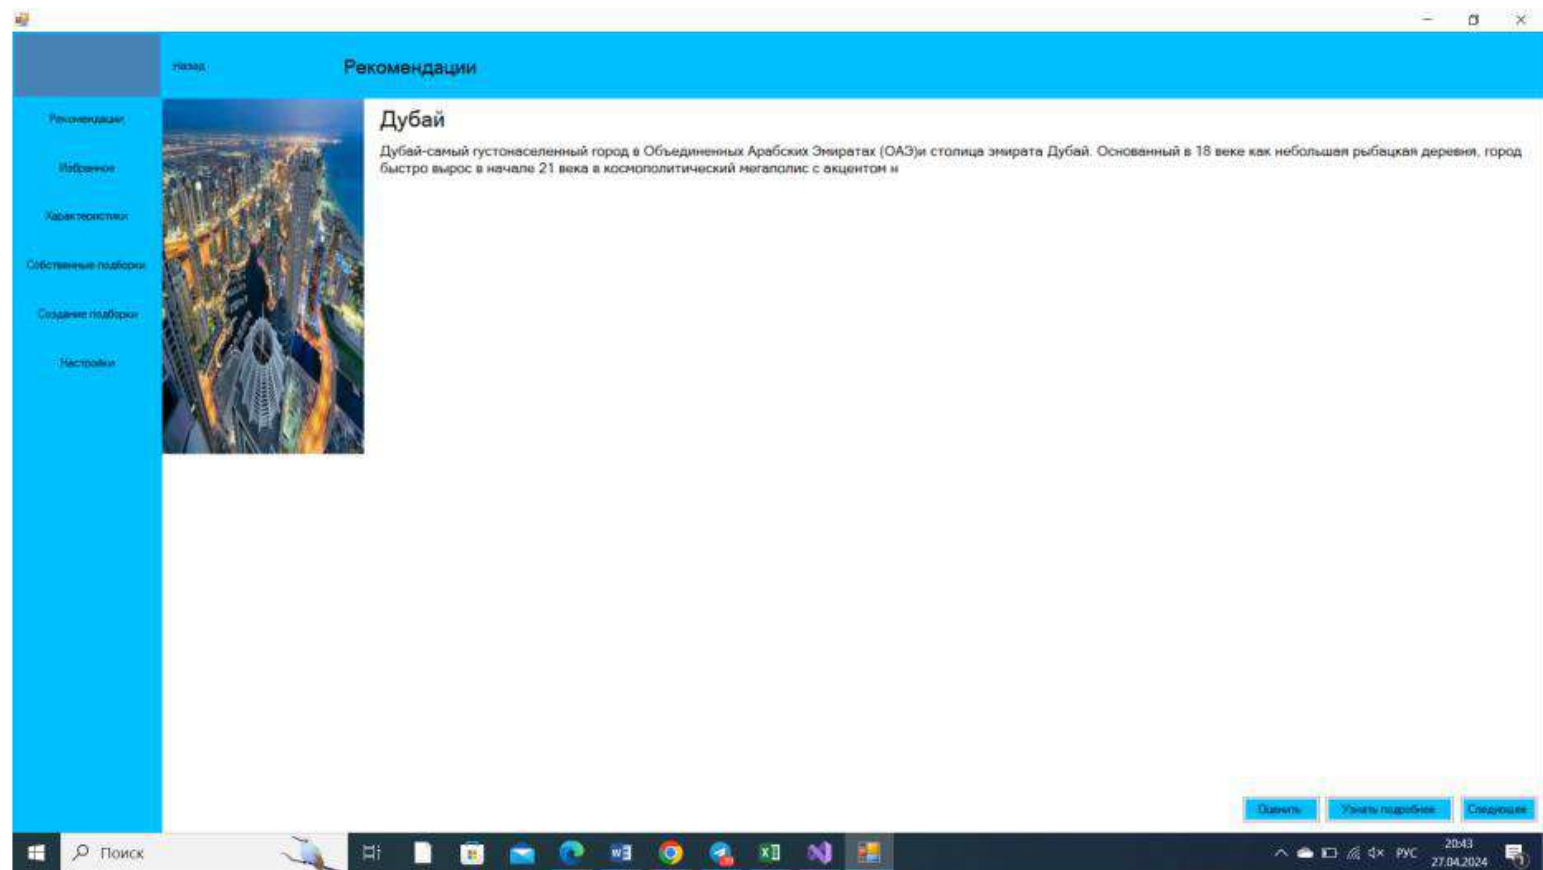 Назад
Рекомендации
Рекомендации
Избранное
Характеристики
Собственные подборки
Создание подборки
Настройки
Дубай
Дубай-самый густонаселенный город в Объединенных Арабских Эмиратах (ОАЭ)и столица эмирата Дубай. Основанный в 18 веке как небольшая рыбацкая деревня, город
быстро вырос в начале 21 века в космополитический мегаполис с акцентом н
Оценить
Узнать подробнее
Следующее
Поиск
РУС
20:43
27.04.2024